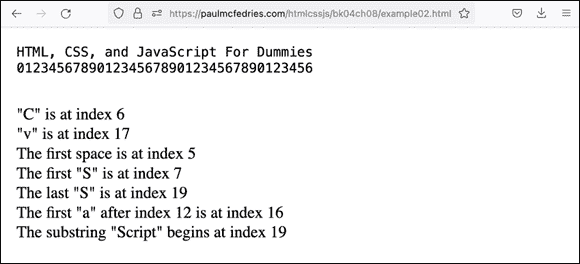 https://paulmcfedries.com/htmlcssjs/bk04ch08/example02.html
HTML, CSS, and JavaScript For Dummies
0123456789012345678901234567890123456
"C" is at index 6
"v" is at index 17
The first space is at index 5
The first "S" is at index 7
The last "S" is at index 19
The first "a" after index 12 is at index 16
The substring "Script" begins at index 19